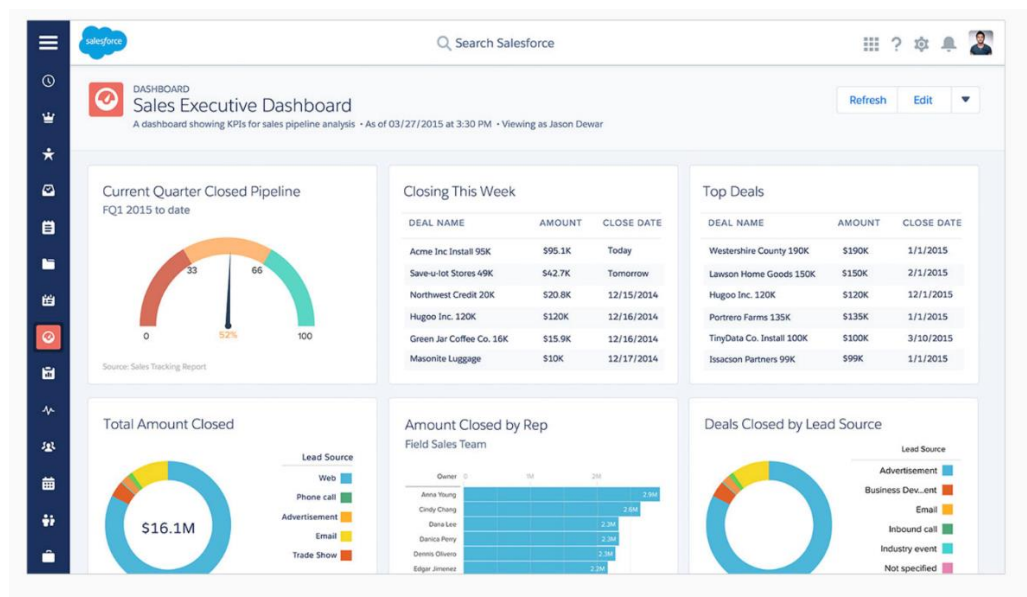 salesforce
Search Salesforce
?
DASHBOARD
Sales Executive Dashboard
A dashboard showing KPIs for sales pipeline analysis • As of 03/27/2015 at 3:30 PM • Viewing as Jason Dewar
Refresh Edit
Current Quarter Closed Pipeline
FQ1 2015 to date
33 66
0 52% 100
Source: Sales Tracking Report
Closing This Week
DEAL NAME AMOUNT CLOSE DATE
Acme Inc Install 95K $95.1K Today
Save-u-lot Stores 49K $42.7K Tomorrow
Northwest Credit 20K $20.8K 12/15/2014
Hugoo Inc. 120K $120K 12/16/2014
Green Jar Coffee Co. 16K $15.9K 12/16/2014
Masonite Luggage $10K 12/17/2014
Top Deals
DEAL NAME AMOUNT CLOSE DATE
Westershire County 190K $190K 1/1/2015
Lawson Home Goods 150K $150K 2/1/2015
Hugoo Inc. 120K $120K 12/1/2015
Portrero Farms 135K $135K 1/1/2015
TinyData Co. Install 100K $100K 3/10/2015
Issacson Partners 99K $99K 1/1/2015
Total Amount Closed
Lead Source
Web
Phone call
Advertisement
Email
Trade Show
$16.1M
Amount Closed by Rep
Field Sales Team
Owner 0 1M 2M
Anna Young 2.9M
Cindy Chang 2.6M
Dana Lee 2.3M
Danica Perry 2.3M
Dennis Olivero 2.3M
Edgar Jimenez 2.2M
Deals Closed by Lead Source
Lead Source
Advertisement
Business Dev...ent
Email
Inbound call
Industry event
Not specified